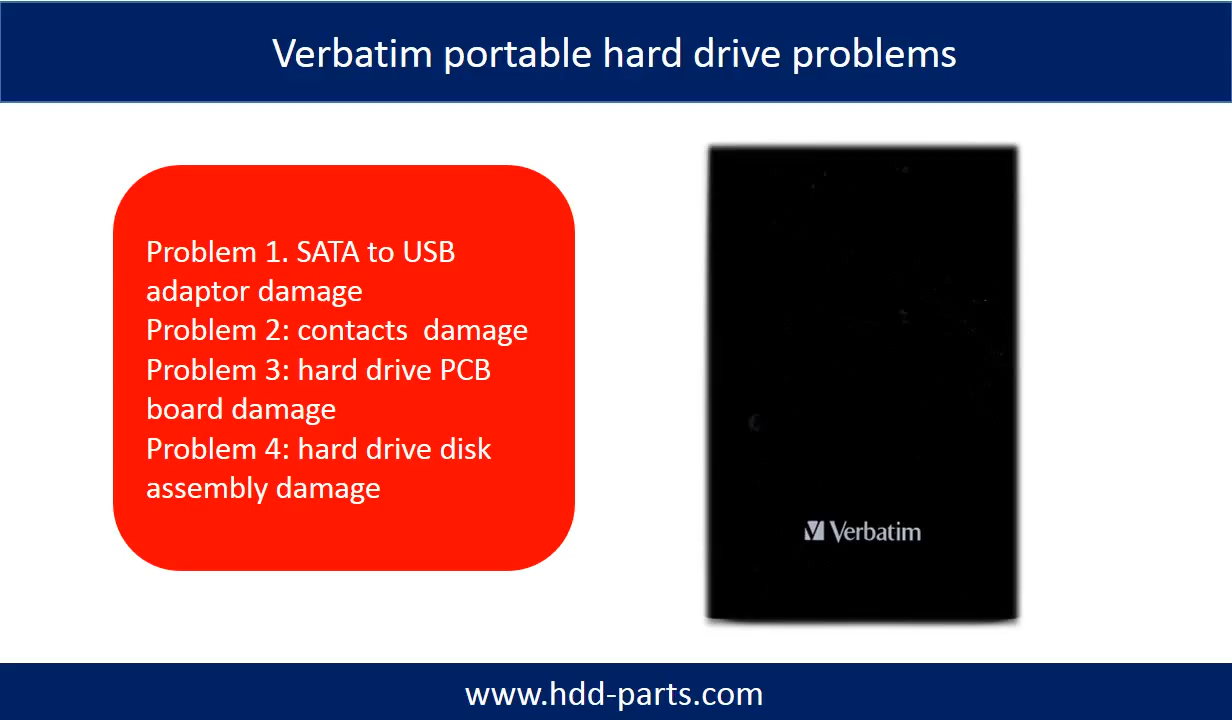 Verbatim portable hard drive problems
Problem 1. SATA to USB
adaptor damage
Problem 2: contacts  damage
Problem 3: hard drive PCB
board damage
Problem 4: hard drive disk
assembly damage
Verbatim
www.hdd-parts.com